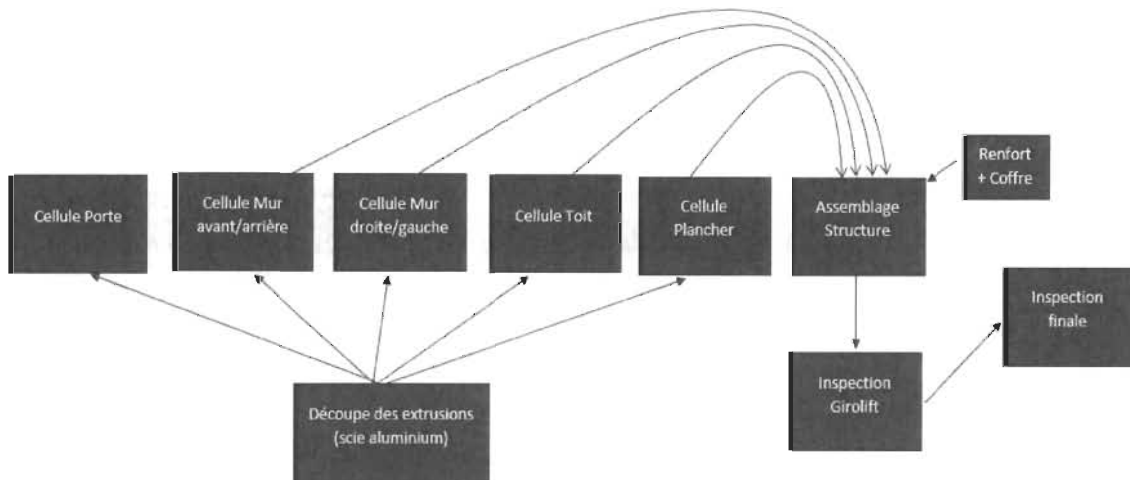 Renfort
+ Coffre
Cellule Porte
Cellule Mur
avant/arrière
Cellule Mur
droite/gauche
Cellule Toit
Cellule
Plancher
Assemblage
Structure
Inspection
finale
Inspection
Girolift
Découpe des extrusions
(scie aluminium)